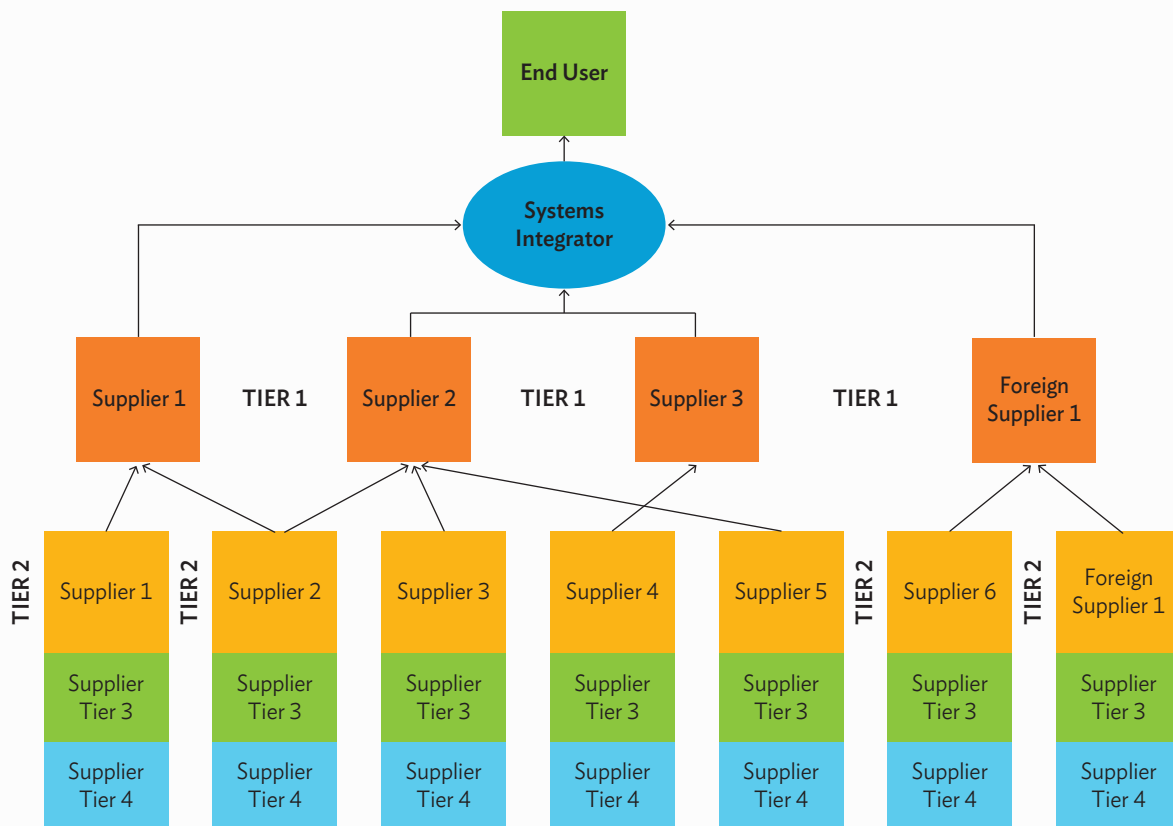 End User
Systems
Integrator
Supplier 1
TIER 1
Supplier 2
TIER 1
Supplier 3
TIER 1
Foreign
Supplier 1
TIER 2
Supplier 1
TIER 2
Supplier 2
Supplier 3
Supplier 4
Supplier 5
TIER 2
Supplier 6
TIER 2
Foreign
Supplier 1
Supplier
Tier 3
Supplier
Tier 3
Supplier
Tier 3
Supplier
Tier 3
Supplier
Tier 3
Supplier
Tier 3
Supplier
Tier 3
Supplier
Tier 4
Supplier
Tier 4
Supplier
Tier 4
Supplier
Tier 4
Supplier
Tier 4
Supplier
Tier 4
Supplier
Tier 4